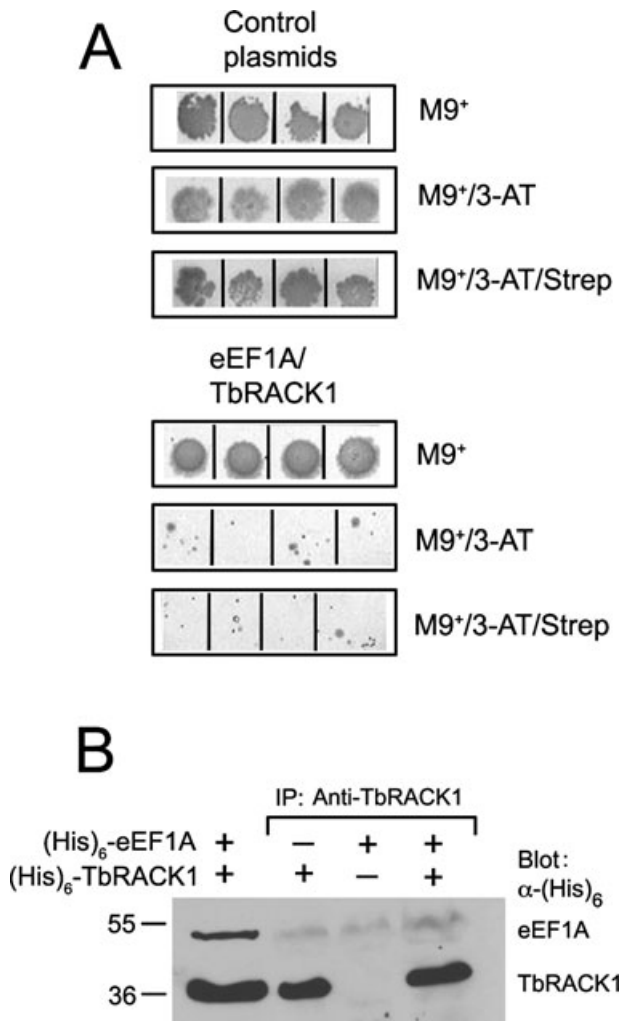 A
Control
plasmids
M9⁺
M9⁺/3-AT
M9⁺/3-AT/Strep
eEF1A/
TbRACK1
M9⁺
M9⁺/3-AT
M9⁺/3-AT/Strep
B
IP: Anti-TbRACK1
(His)₆-eEF1A + − + +
(His)₆-TbRACK1 + + − +
Blot:
α-(His)₆
55
eEF1A
36
TbRACK1